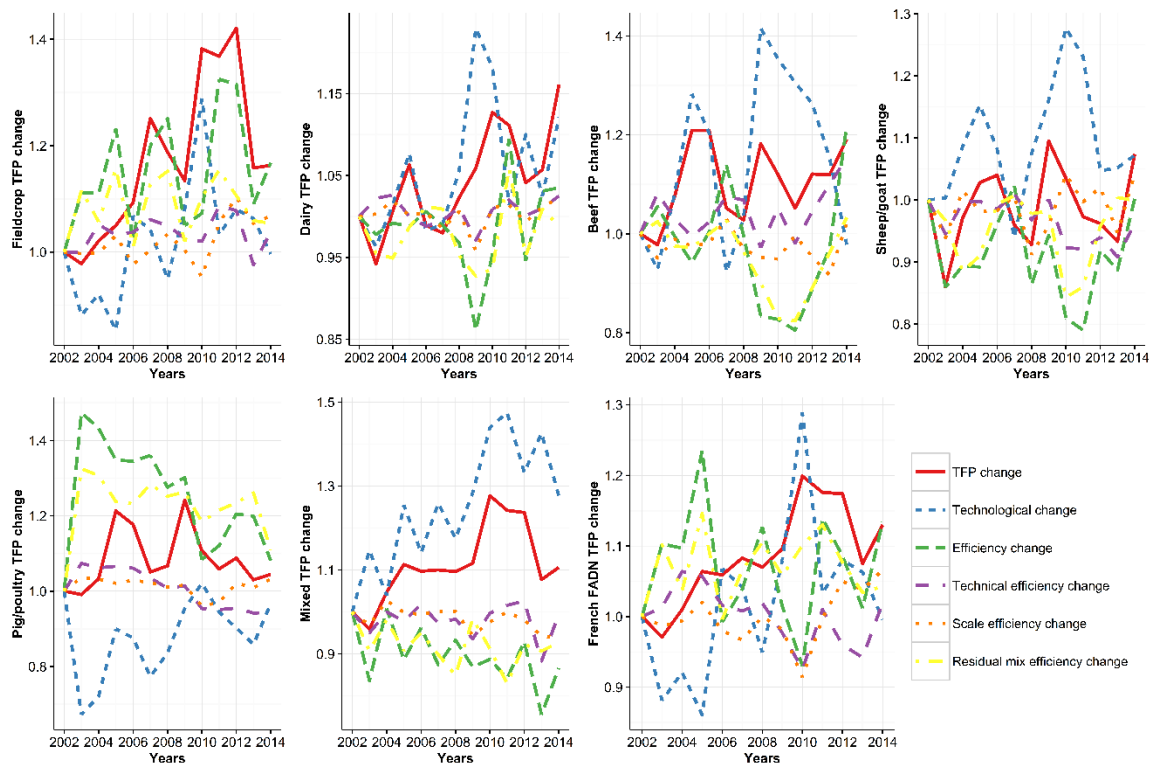 Fieldcrop TFP change
1.4
1.2
1.0
2002 2004 2006 2008 2010 2012 2014
Years
Dairy TFP change
1.15
1.05
0.95
0.85
2002 2004 2006 2008 2010 2012 2014
Years
Beef TFP change
1.4
1.2
1.0
0.8
2002 2004 2006 2008 2010 2012 2014
Years
Sheep/goat TFP change
1.3
1.2
1.1
1.0
0.9
0.8
2002 2004 2006 2008 2010 2012 2014
Years
Pig/poultry TFP change
1.4
1.2
1.0
0.8
2002 2004 2006 2008 2010 2012 2014
Years
Mixed TFP change
1.5
1.3
1.1
0.9
2002 2004 2006 2008 2010 2012 2014
Years
French FADN TFP change
1.3
1.2
1.1
1.0
0.9
2002 2004 2006 2008 2010 2012 2014
Years
TFP change
Technological change
Efficiency change
Technical efficiency change
Scale efficiency change
Residual mix efficiency change